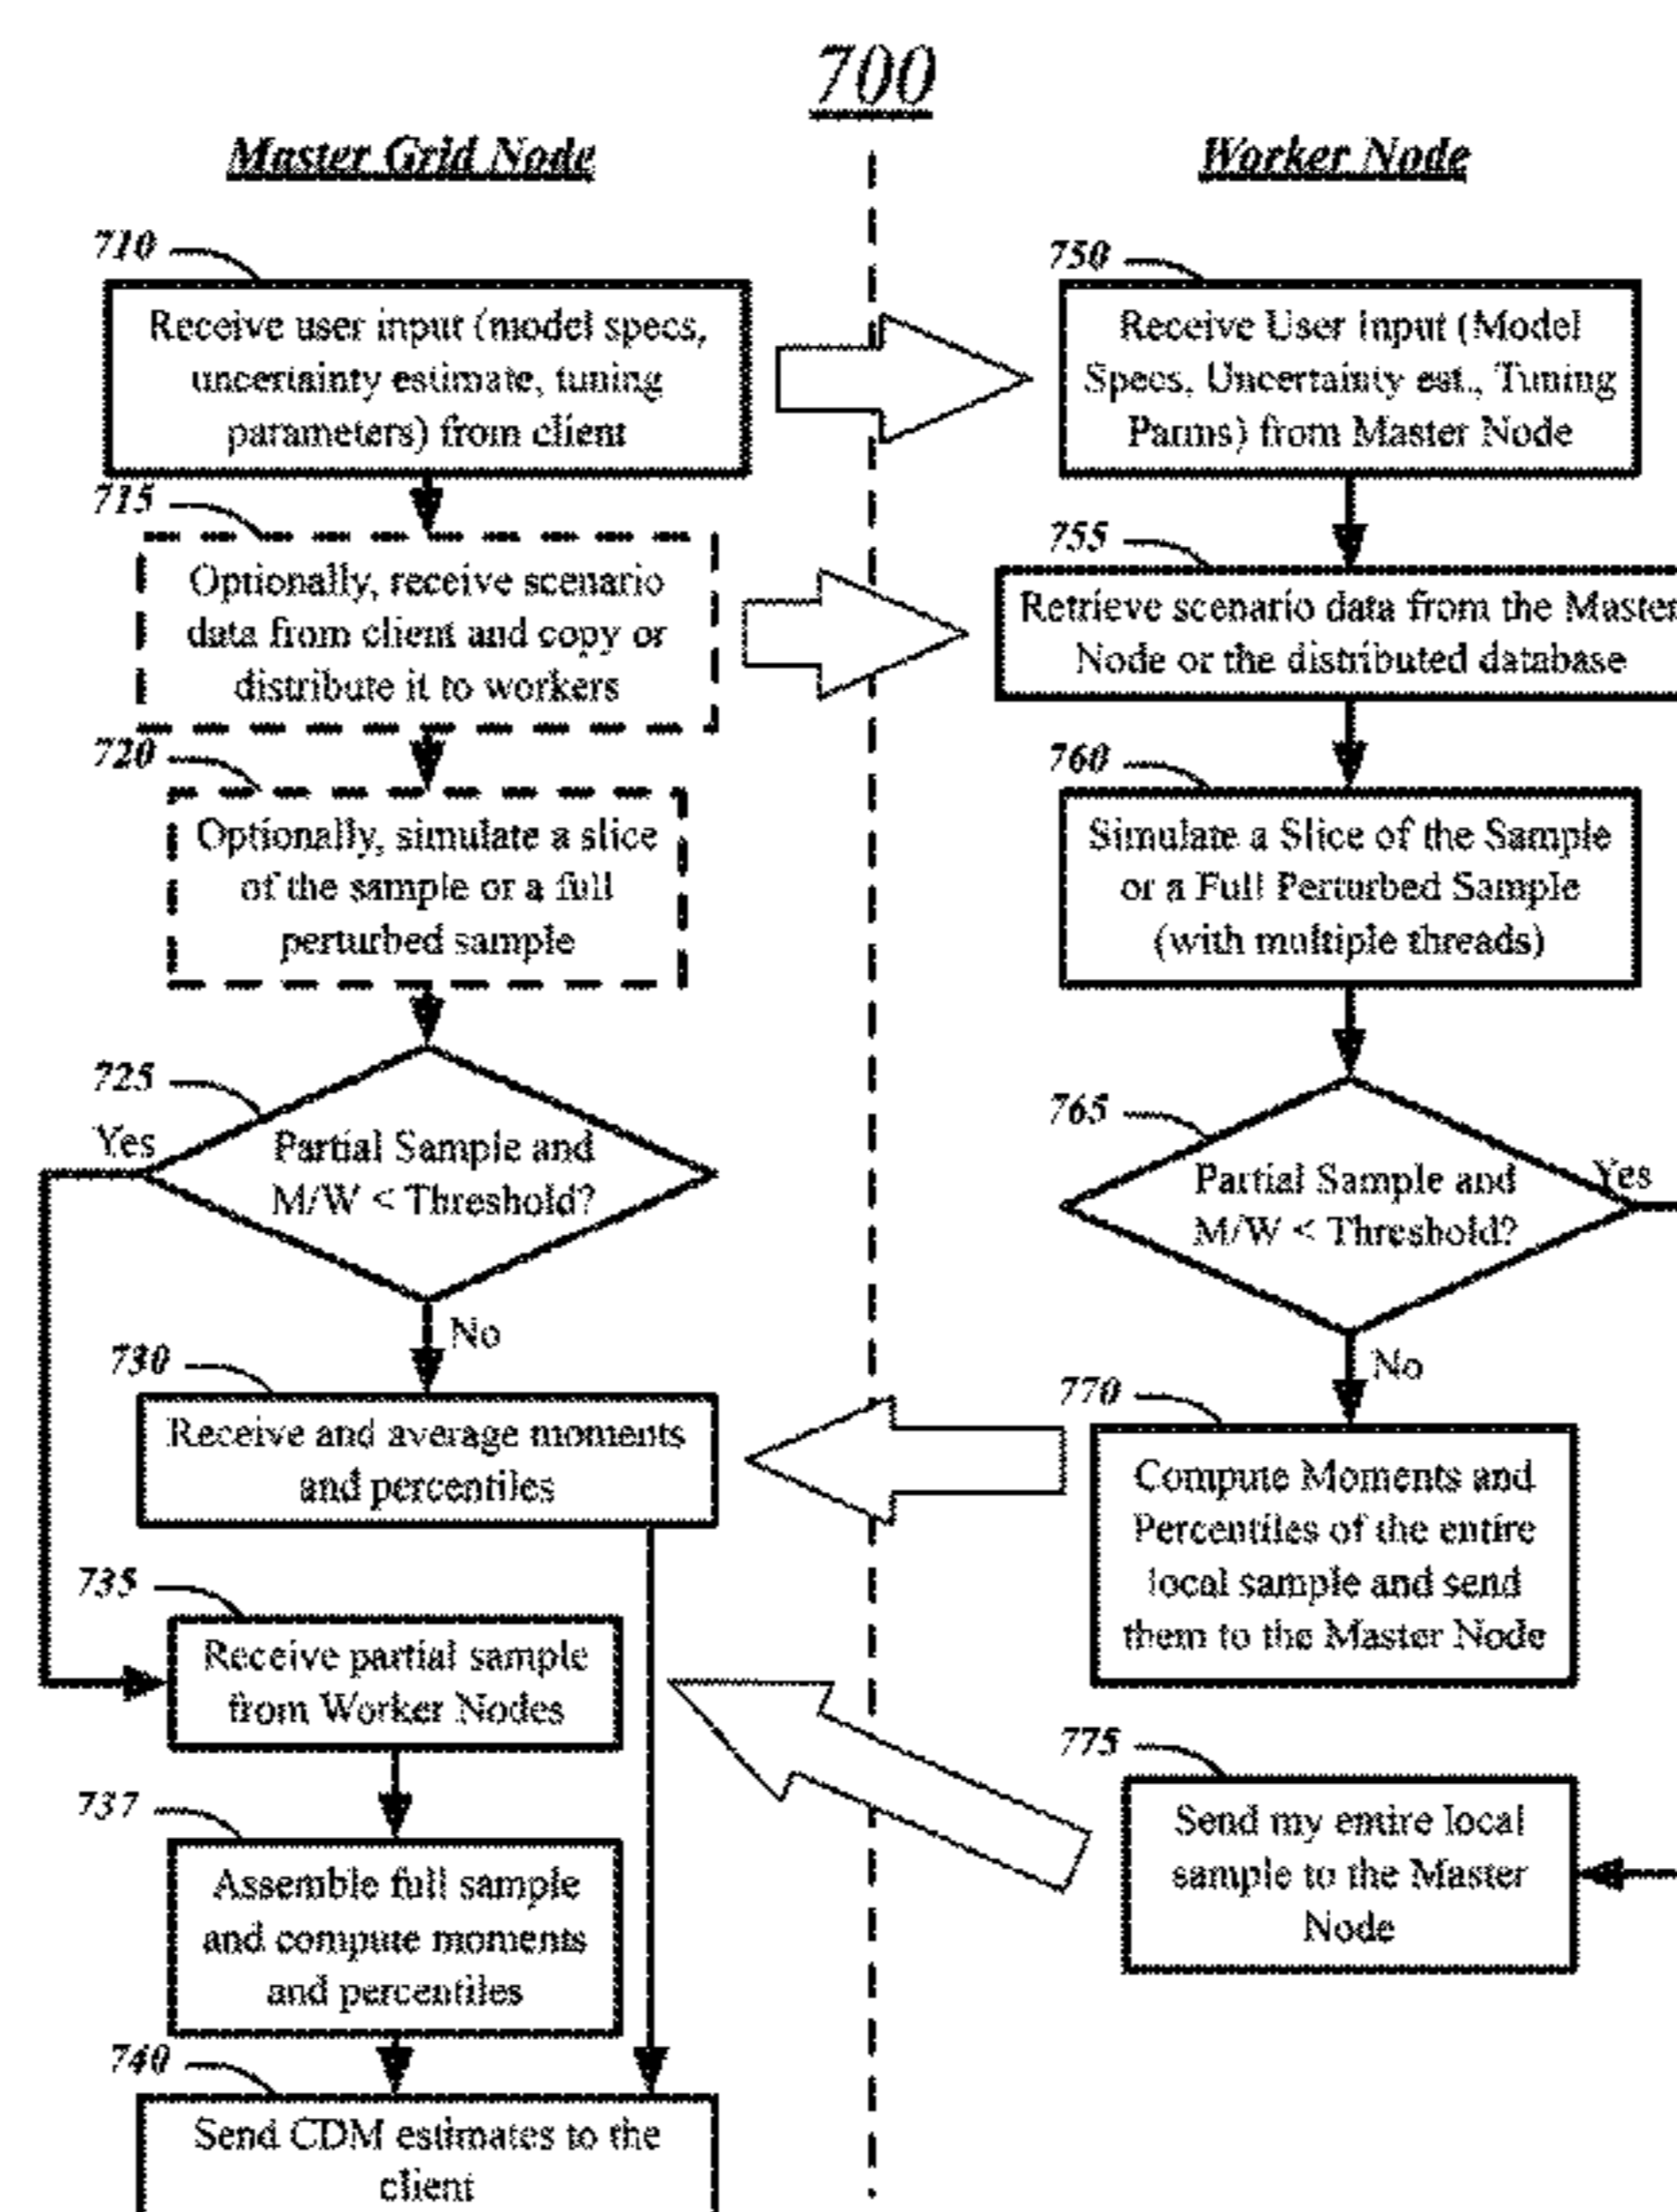 700
Master Grid Node
710
Receive user input (model specs,
uncertainty estimate, tuning
parameters) from client
715
Optionally, receive scenario
data from client and copy or
distribute it to workers
720
Optionally, simulate a slice
of the sample or a full
perturbed sample
725
Yes
Partial Sample and
M/W < Threshold?
No
730
Receive and average moments
and percentiles
735
Receive partial sample
from Worker Nodes
737
Assemble full sample
and compute moments
and percentiles
740
Send CDM estimates to the
client
Worker Node
750
Receive User Input (Model
Specs, Uncertainty est., Tuning
Parms) from Master Node
755
Retrieve scenario data from the Master
Node or the distributed database
760
Simulate a Slice of the Sample
or a Full Perturbed Sample
(with multiple threads)
765
Yes
Partial Sample and
M/W < Threshold?
No
770
Compute Moments and
Percentiles of the entire
local sample and send
them to the Master Node
775
Send my entire local
sample to the Master
Node